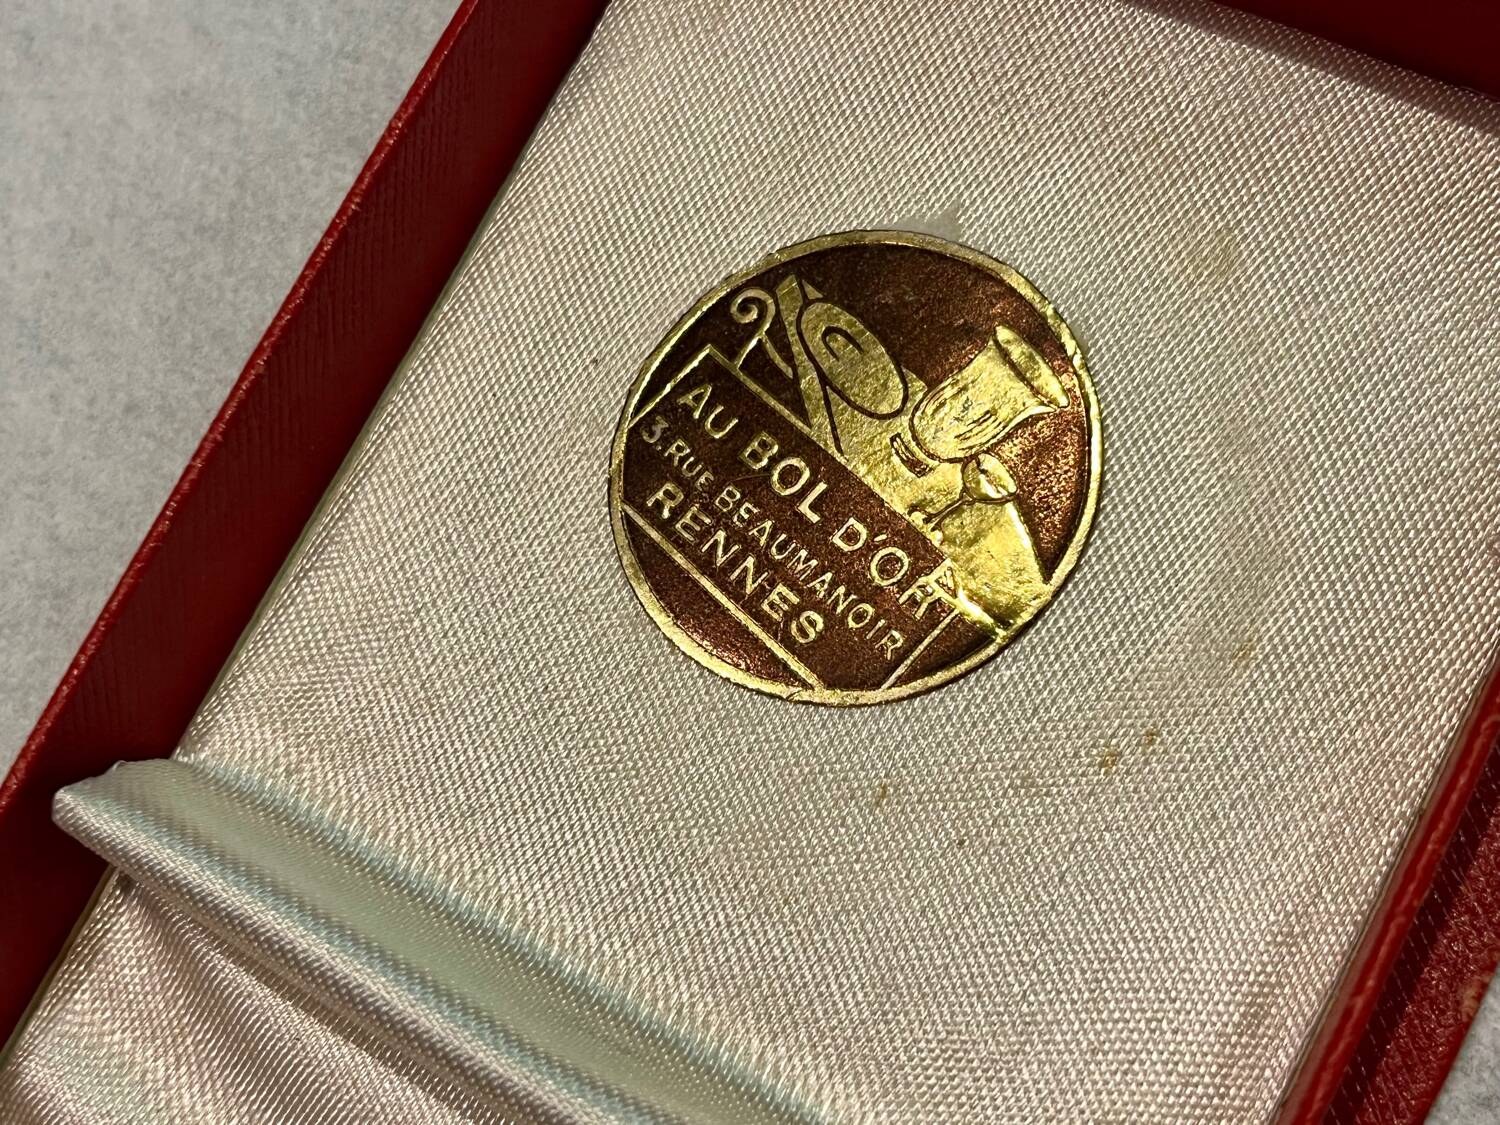 AU BOL D'OR
3. RUE BEAUMANOIR
RENNES